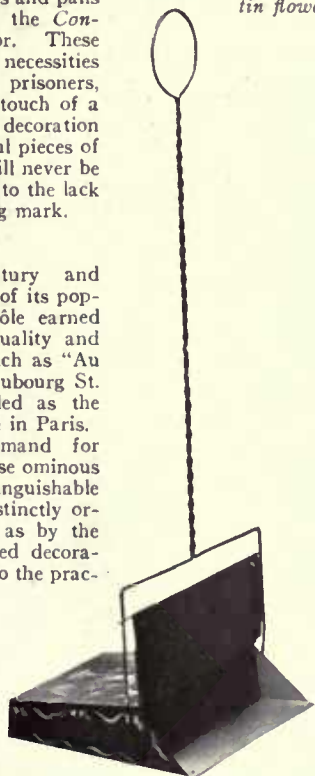 tin flowe
s and pans
the Con-
or. These
necessities
prisoners,
touch of a
decoration
al pieces of
ill never be
to the lack
g mark.
tury and
of its pop-
ôle earned
uality and
ch as "Au
ubourg St.
led as the
e in Paris.
mand for
se ominous
inguishable
stinctly or-
as by the
ed decora-
o the prac-